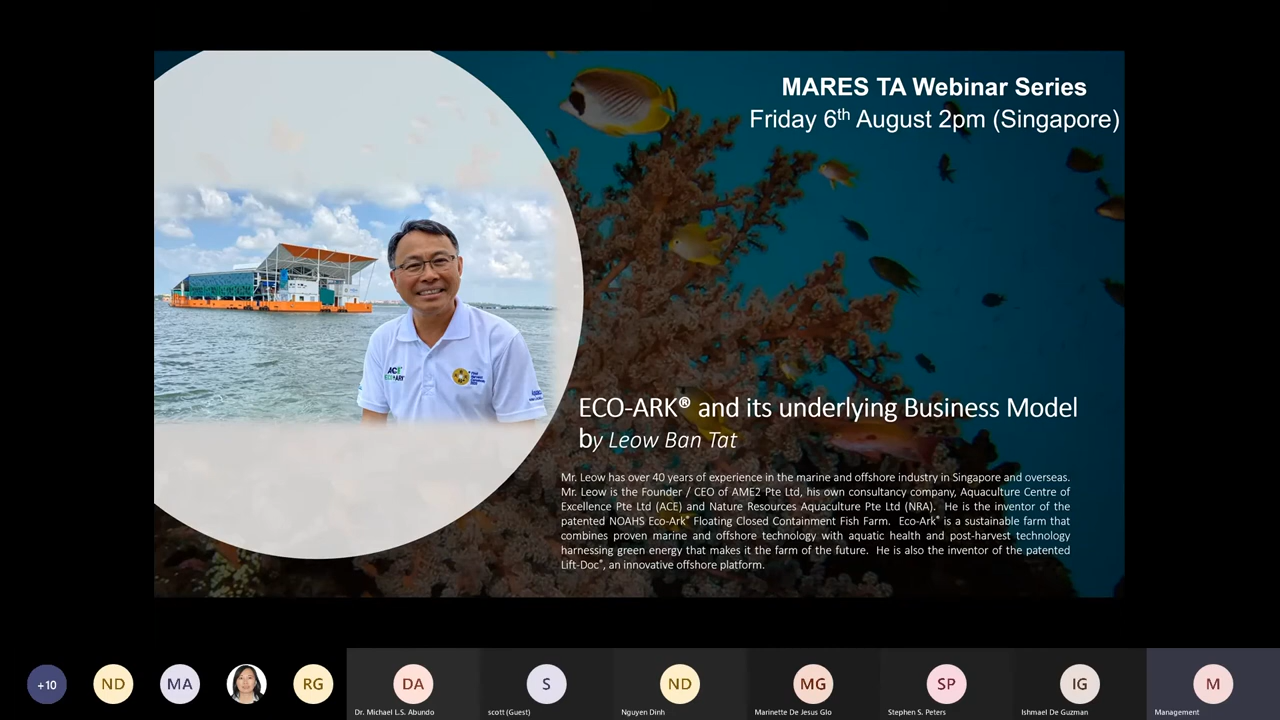 MARES TA Webinar Series
Friday 6th August 2pm (Singapore)
ACE
ECO-ARK
ECO-ARK® and its underlying Business Model
by Leow Ban Tat
Mr. Leow has over 40 years of experience in the marine and offshore industry in Singapore and overseas.
Mr. Leow is the Founder / CEO of AME2 Pte Ltd, his own consultancy company, Aquaculture Centre of
Excellence Pte Ltd (ACE) and Nature Resources Aquaculture Pte Ltd (NRA). He is the inventor of the
patented NOAHS Eco-Ark® Floating Closed Containment Fish Farm. Eco-Ark® is a sustainable farm that
combines proven marine and offshore technology with aquatic health and post-harvest technology
harnessing green energy that makes it the farm of the future. He is also the inventor of the patented
Lift-Doc®, an innovative offshore platform.
+10
ND
MA
RG
DA
S
ND
MG
SP
IG
M
Dr. Michael L.S. Abundo
scott (Guest)
Nguyen Dinh
Marinette De Jesus Glo
Stephen S. Peters
Ishmael De Guzman
Management